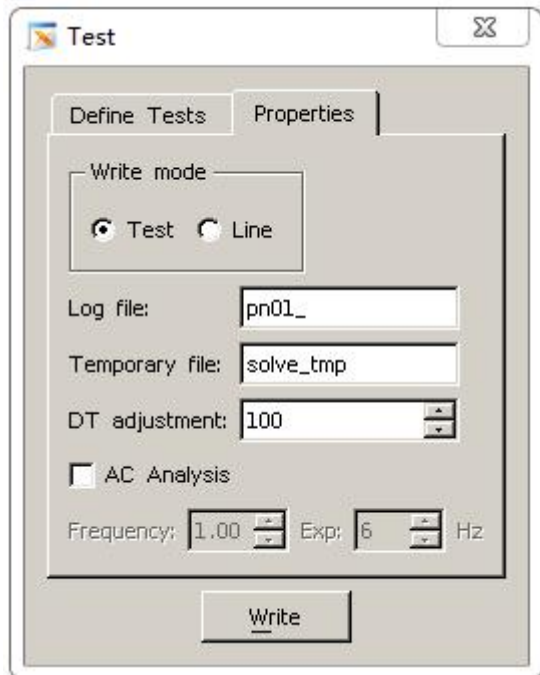 Test
Define Tests Properties
Write mode
Test Line
Log file: pn01_
Temporary file: solve_tmp
DT adjustment: 100
AC Analysis
Frequency: 1.00 Exp: 6 Hz
Write